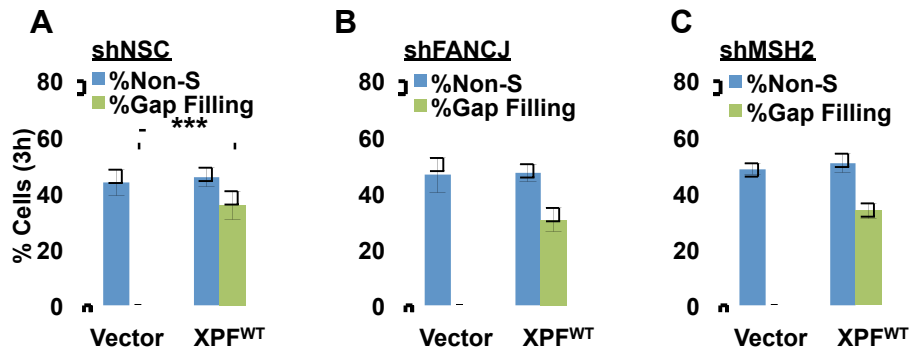 A
shNSC
%Non-S
%Gap Filling
***
% Cells (3h)
80
60
40
20
0
Vector
XPFWT
B
shFANCJ
%Non-S
%Gap Filling
80
60
40
20
0
Vector
XPFWT
C
shMSH2
%Non-S
%Gap Filling
80
60
40
20
0
Vector
XPFWT